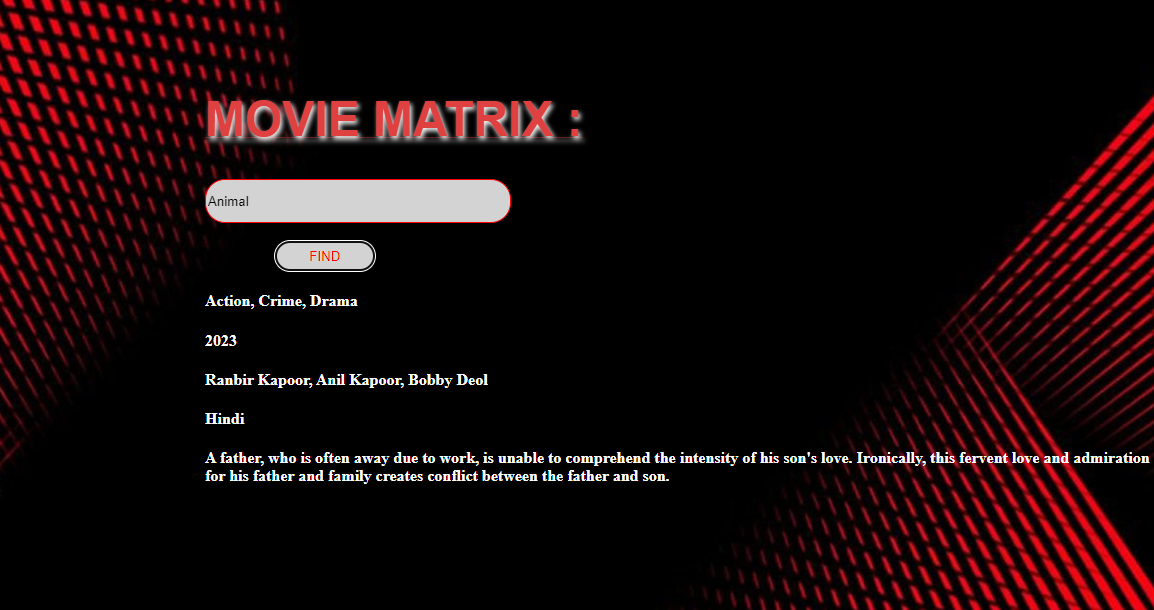 MOVIE MATRIX :
Animal
FIND
Action, Crime, Drama
2023
Ranbir Kapoor, Anil Kapoor, Bobby Deol
Hindi
A father, who is often away due to work, is unable to comprehend the intensity of his son's love. Ironically, this fervent love and admiration
for his father and family creates conflict between the father and son.